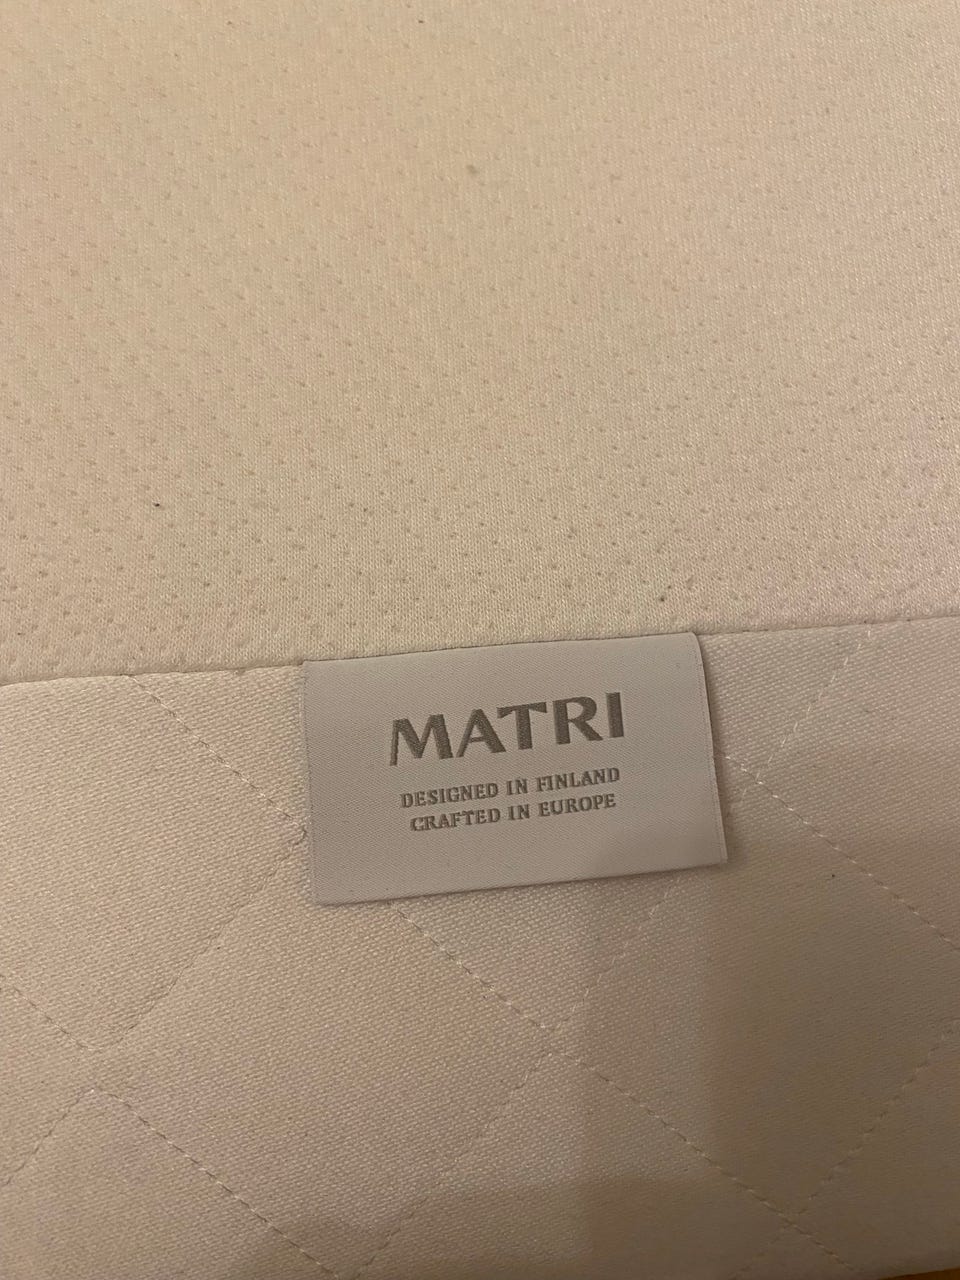 MATRI
DESIGNED IN FINLAND
CRAFTED IN EUROPE